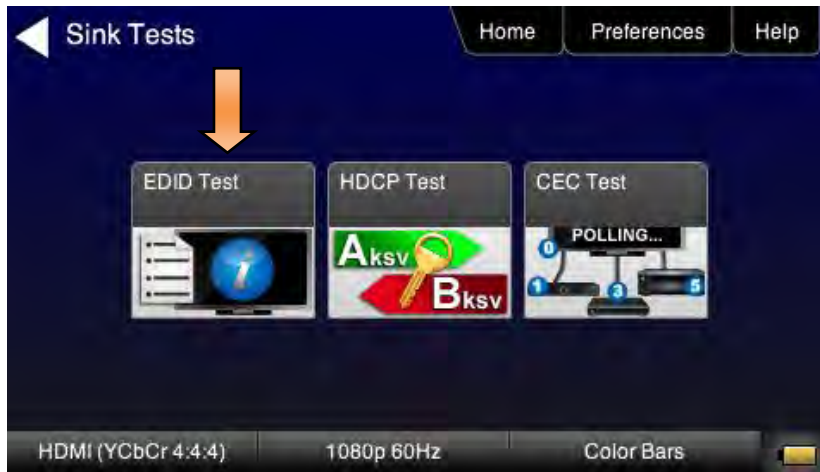 Sink Tests
Home
Preferences
Help
EDID Test
HDCP Test
CEC Test
i
Aksv
Bksv
POLLING...
0
1
3
5
HDMI (YCbCr 4:4:4)
1080p 60Hz
Color Bars